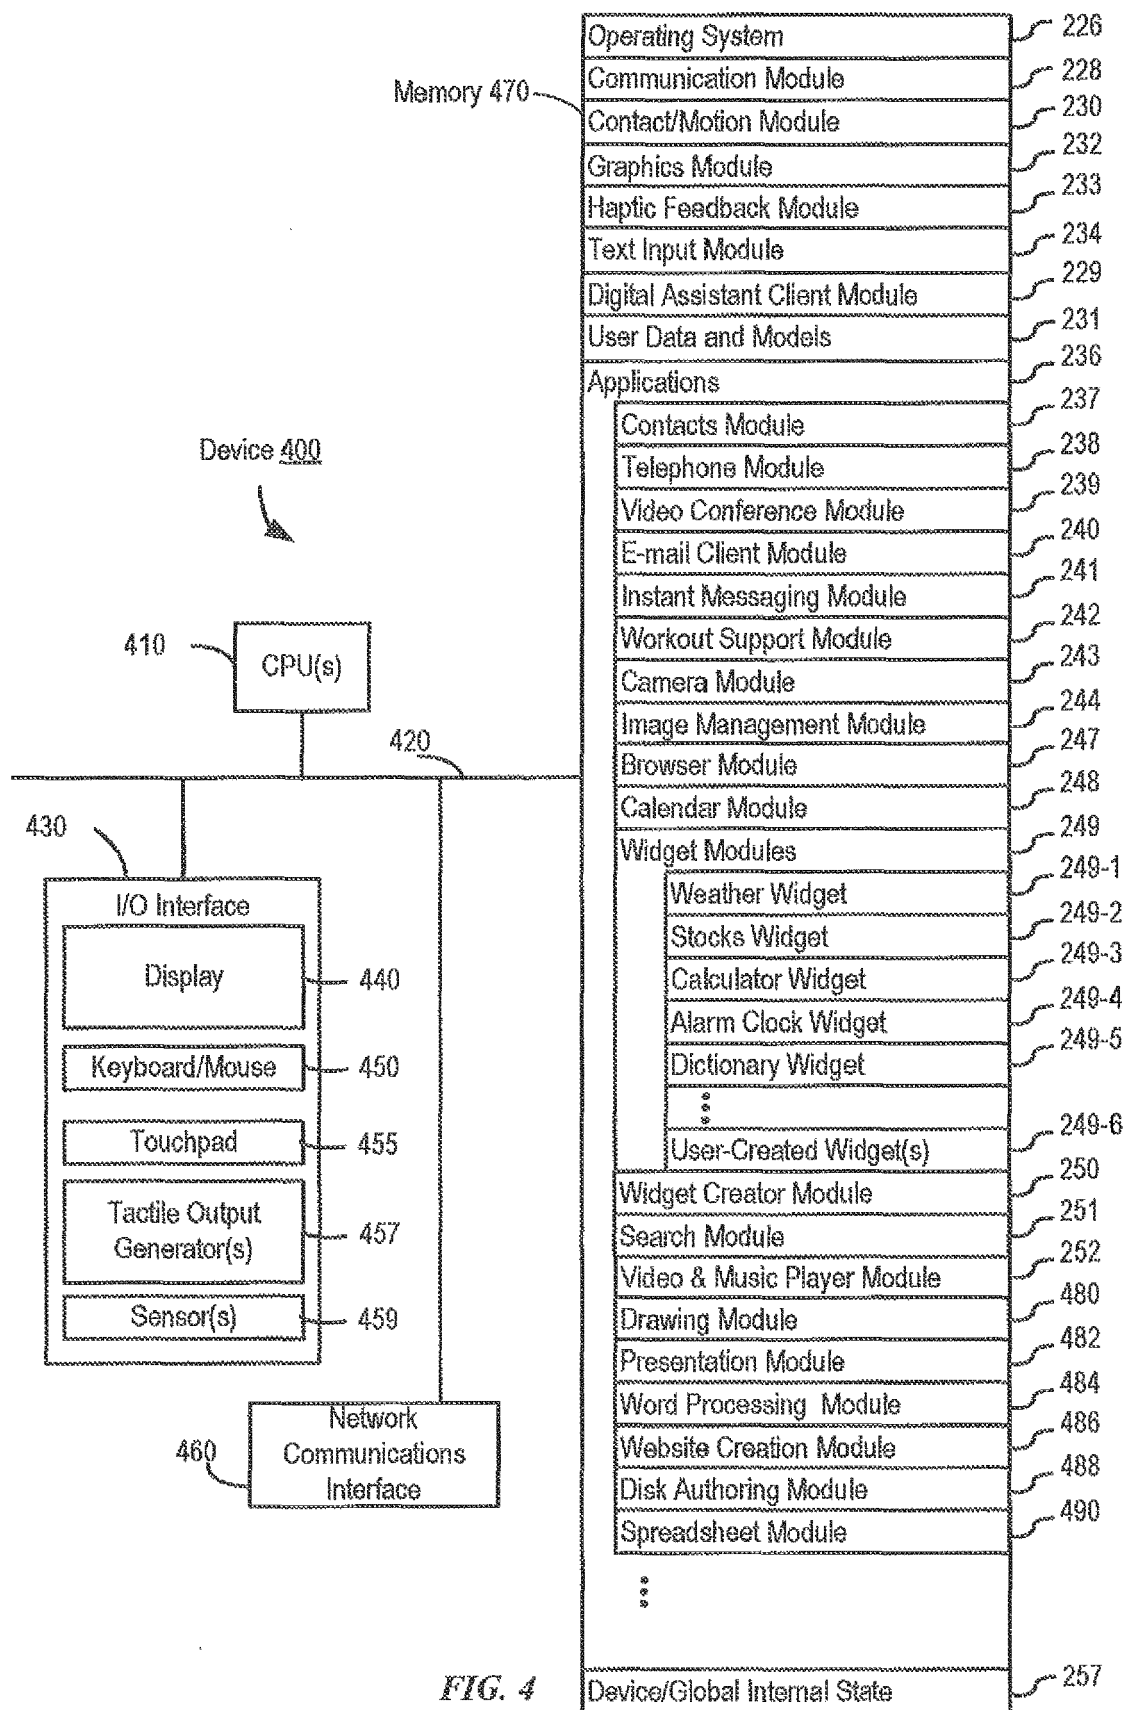 Operating System 226
Memory 470
Communication Module 228
Contact/Motion Module 230
Graphics Module 232
Haptic Feedback Module 233
Text Input Module 234
Digital Assistant Client Module 229
User Data and Models 231
Applications 236
Contacts Module 237
Telephone Module 238
Video Conference Module 239
E-mail Client Module 240
Instant Messaging Module 241
Workout Support Module 242
Camera Module 243
Image Management Module 244
Browser Module 247
Calendar Module 248
Widget Modules 249
Weather Widget 249-1
Stocks Widget 249-2
Calculator Widget 249-3
Alarm Clock Widget 249-4
Dictionary Widget 249-5
User-Created Widget(s) 249-6
Widget Creator Module 250
Search Module 251
Video & Music Player Module 252
Drawing Module 480
Presentation Module 482
Word Processing Module 484
Website Creation Module 486
Disk Authoring Module 488
Spreadsheet Module 490
Device/Global Internal State 257
Device 400
410
CPU(s)
420
430
I/O Interface
Display 440
Keyboard/Mouse 450
Touchpad 455
Tactile Output
Generator(s) 457
Sensor(s) 459
460
Network
Communications
Interface
FIG. 4